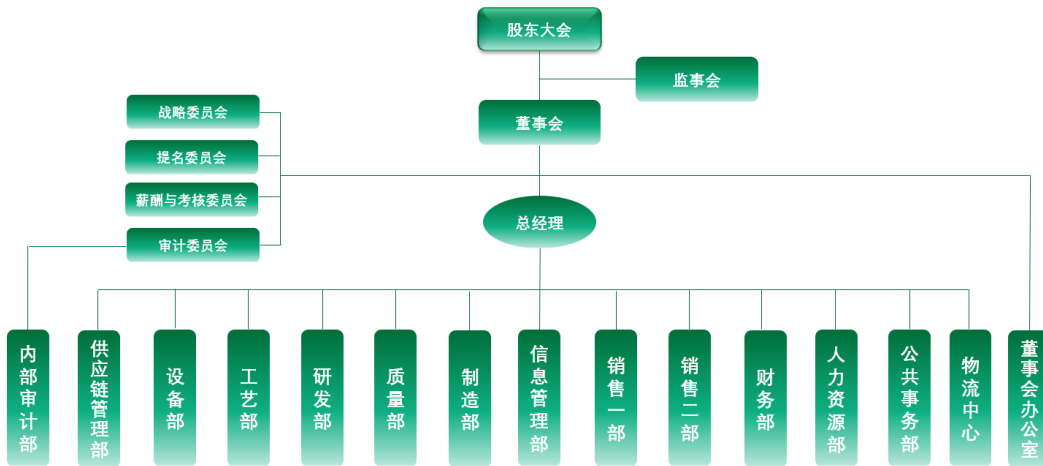 股东大会
监事会
董事会
战略委员会
提名委员会
薪酬与考核委员会
审计委员会
总经理
内部审计部
供应链管理部
设备部
工艺部
研发部
质量部
制造部
信息管理部
销售一部
销售二部
财务部
人力资源部
公共事务部
物流中心
董事会办公室